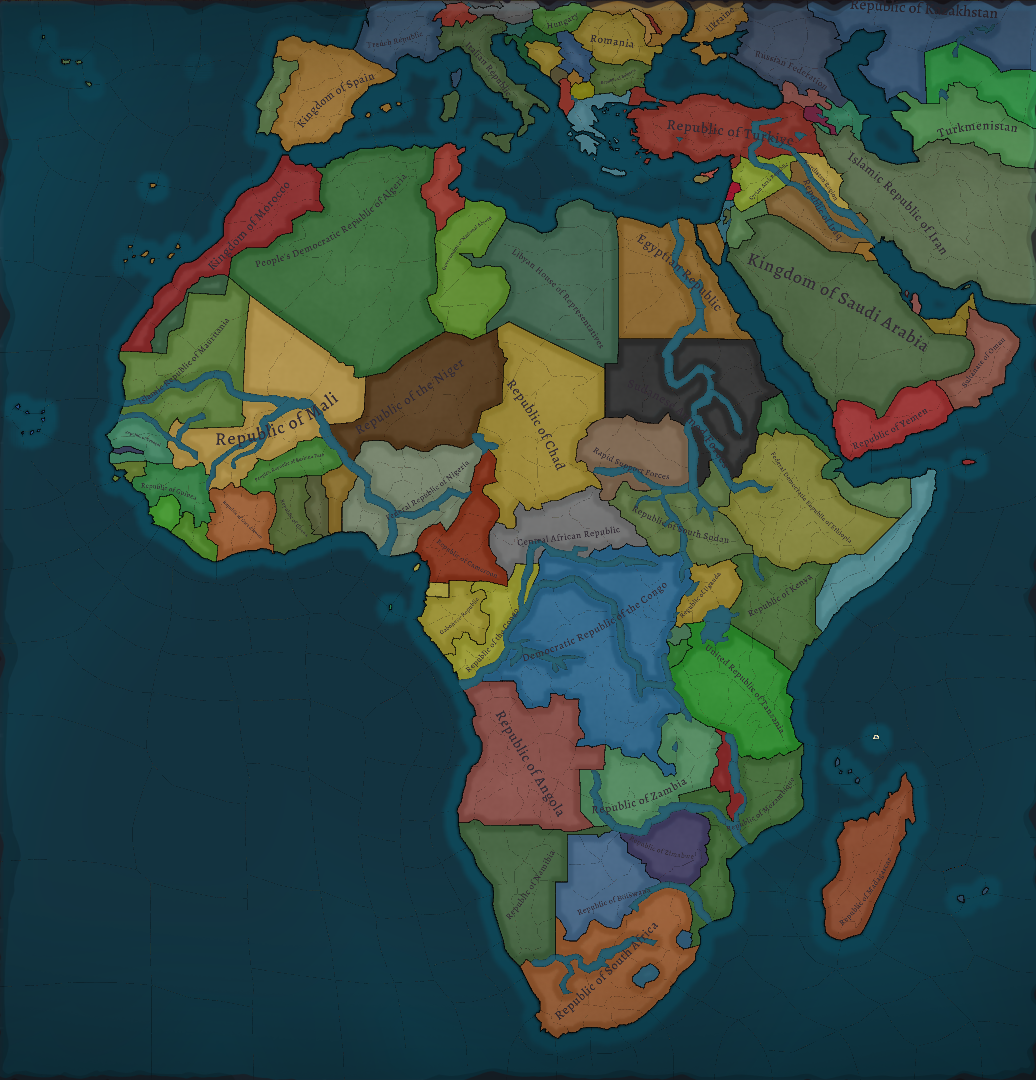 Republic of Kazakhstan
French Republic
Hungary
Ukraine
Romania
Russian Federation
Italian Republic
Kingdom of Spain
Republic of Türkiye
Turkmenistan
Islamic Republic of Iran
Kingdom of Morocco
People's Democratic Republic of Algeria
Libyan House of Representatives
Egyptian Republic
Kingdom of Saudi Arabia
Sultanate of Oman
Republic of Yemen
Islamic Republic of Mauritania
Republic of Mali
Republic of the Niger
Republic of Chad
Rapid Support Forces
Federal Democratic Republic of Ethiopia
Republic of South Sudan
Central African Republic
Federal Republic of Nigeria
Republic of Guinea
Republic of Cameroon
Gabonese Republic
Republic of the Congo
Democratic Republic of the Congo
Republic of Uganda
Republic of Kenya
United Republic of Tanzania
Republic of Angola
Republic of Zambia
Republic of Mozambique
Republic of Zimbabwe
Republic of Namibia
Republic of Botswana
Republic of Madagascar
Republic of South Africa